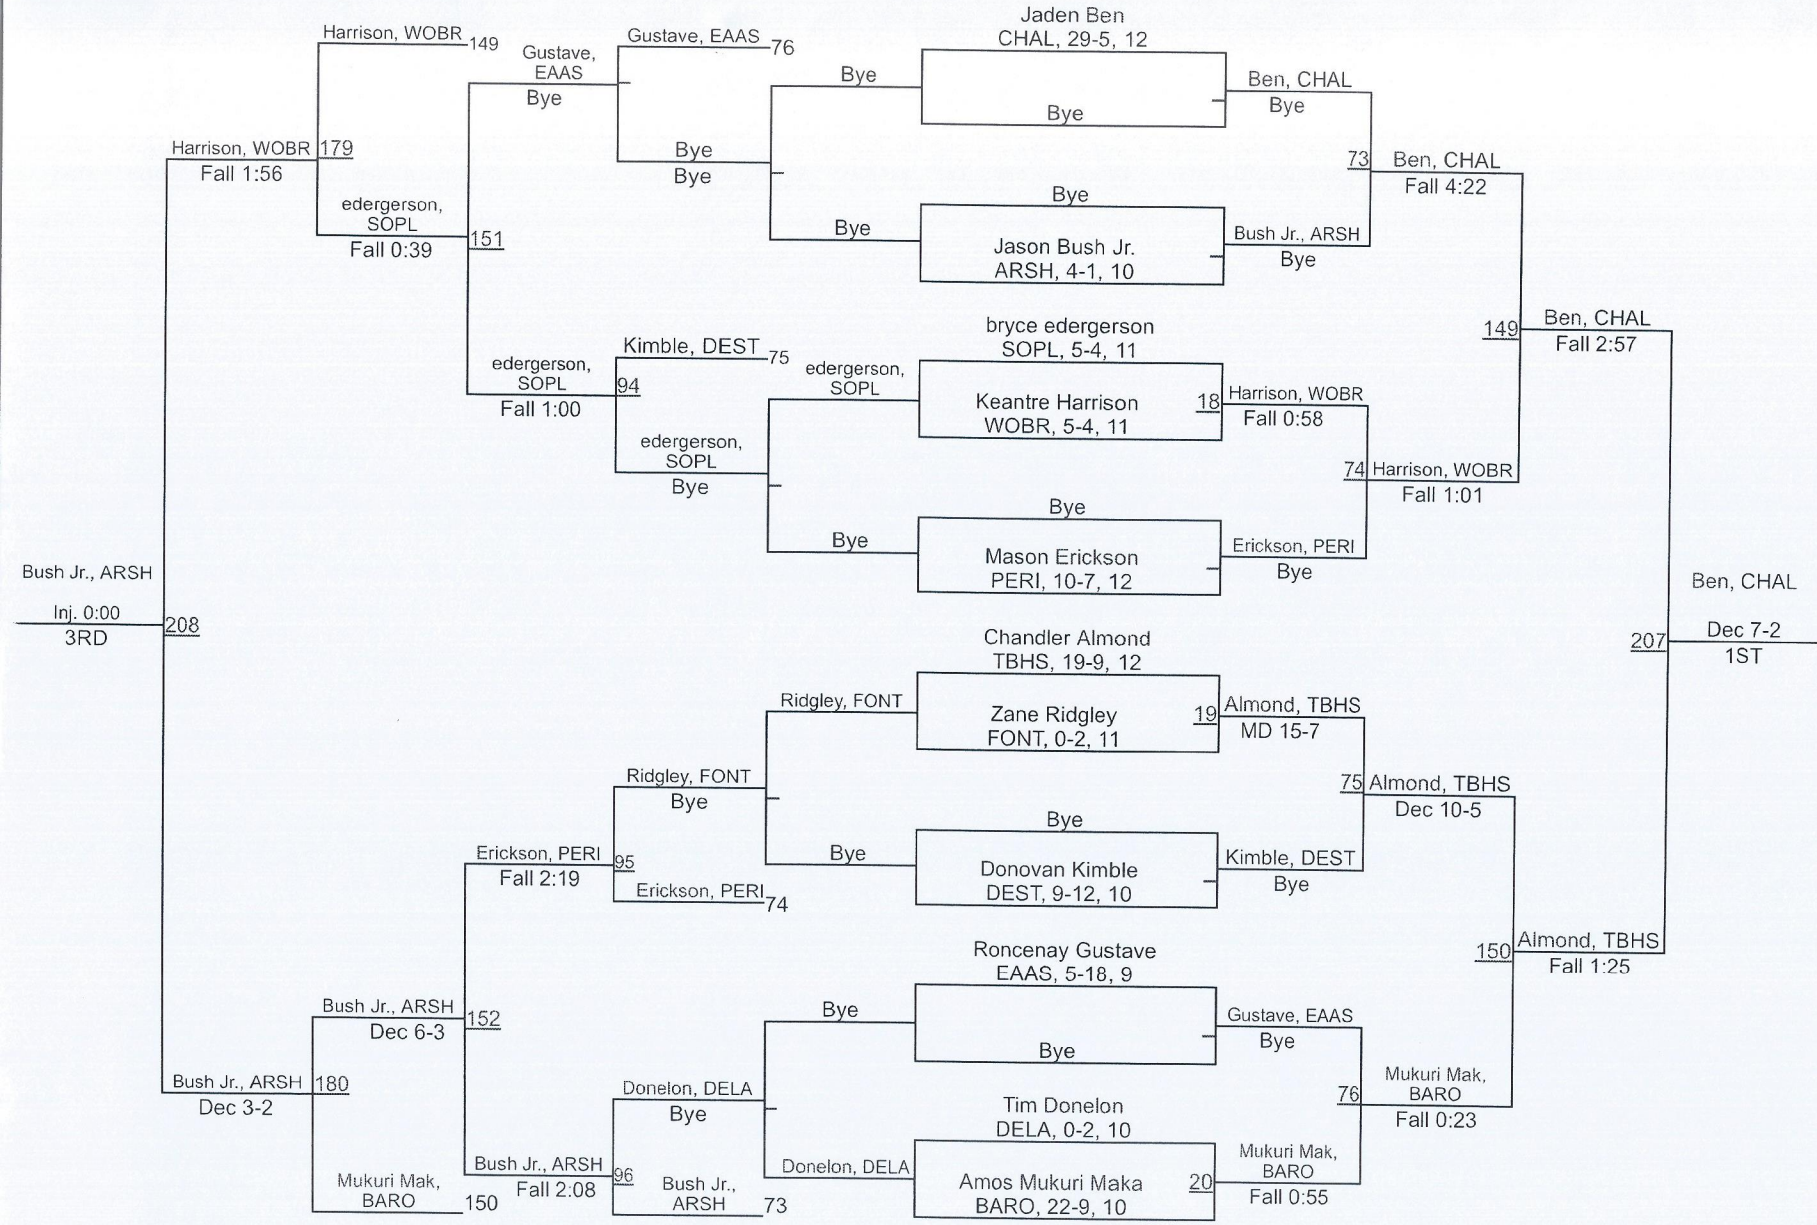 Jaden Ben
CHAL, 29-5, 12
Bye
Bye
Jason Bush Jr.
ARSH, 4-1, 10
bryce edergerson
SOPL, 5-4, 11
Keantre Harrison
WOBR, 5-4, 11
18
Bye
Mason Erickson
PERI, 10-7, 12
Chandler Almond
TBHS, 19-9, 12
Zane Ridgley
FONT, 0-2, 11
19
Bye
Donovan Kimble
DEST, 9-12, 10
Roncenay Gustave
EAAS, 5-18, 9
Bye
Tim Donelon
DELA, 0-2, 10
Amos Mukuri Maka
BARO, 22-9, 10
20
Ben, CHAL
Bye
Bush Jr., ARSH
Bye
Harrison, WOBR
Fall 0:58
Erickson, PERI
Bye
Almond, TBHS
MD 15-7
Kimble, DEST
Bye
Gustave, EAAS
Bye
Mukuri Mak,
BARO
Fall 0:55
73
Ben, CHAL
Fall 4:22
74
Harrison, WOBR
Fall 1:01
75
Almond, TBHS
Dec 10-5
76
Mukuri Mak,
BARO
Fall 0:23
149
Ben, CHAL
Fall 2:57
150
Almond, TBHS
Fall 1:25
207
Ben, CHAL
Dec 7-2
1ST
Bye
Bye
edergerson,
SOPL
Bye
Ridgley, FONT
Bye
Bye
Donelon, DELA
Gustave, EAAS
76
Bye
Bye
Kimble, DEST
75
edergerson,
SOPL
Bye
Ridgley, FONT
Bye
Erickson, PERI
74
Donelon, DELA
Bye
Bush Jr.,
ARSH
73
Gustave,
EAAS
Bye
edergerson,
SOPL
94
Fall 1:00
Erickson, PERI
95
Fall 2:19
Bush Jr., ARSH
96
Fall 2:08
Harrison, WOBR
149
edergerson,
SOPL
151
Fall 0:39
Bush Jr., ARSH
152
Dec 6-3
Mukuri Mak,
BARO
150
Harrison, WOBR
179
Fall 1:56
Bush Jr., ARSH
180
Dec 3-2
Bush Jr., ARSH
Inj. 0:00
208
3RD